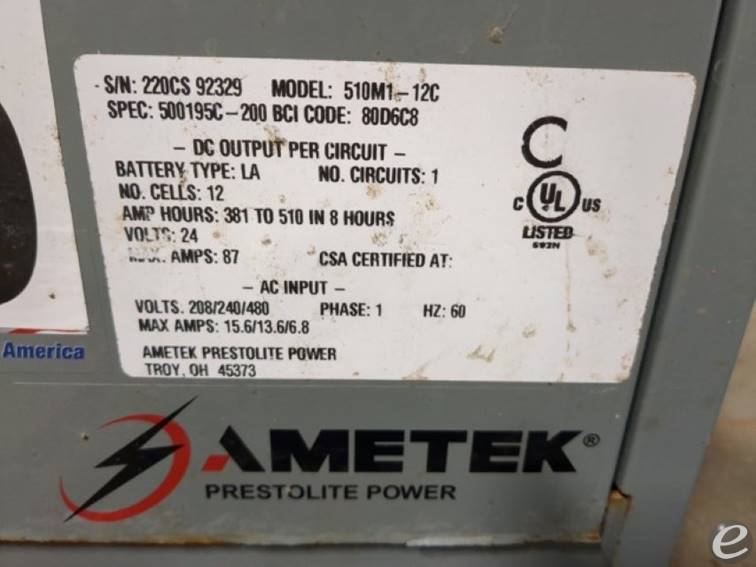 S/N: 220CS 92329 MODEL: 510M1-12C
SPEC: 500195C-200 BCI CODE: 80D6C8
- DC OUTPUT PER CIRCUIT -
BATTERY TYPE: LA NO. CIRCUITS: 1
NO. CELLS: 12
AMP HOURS: 381 TO 510 IN 8 HOURS
VOLTS: 24
MAX. AMPS: 87 CSA CERTIFIED AT:
- AC INPUT -
VOLTS. 208/240/480 PHASE: 1 HZ: 60
MAX AMPS: 15.6/13.6/6.8
AMETEK PRESTOLITE POWER
TROY, OH 45373
C
C UL US
LISTED
America
AMETEK®
PRESTOLITE POWER
e